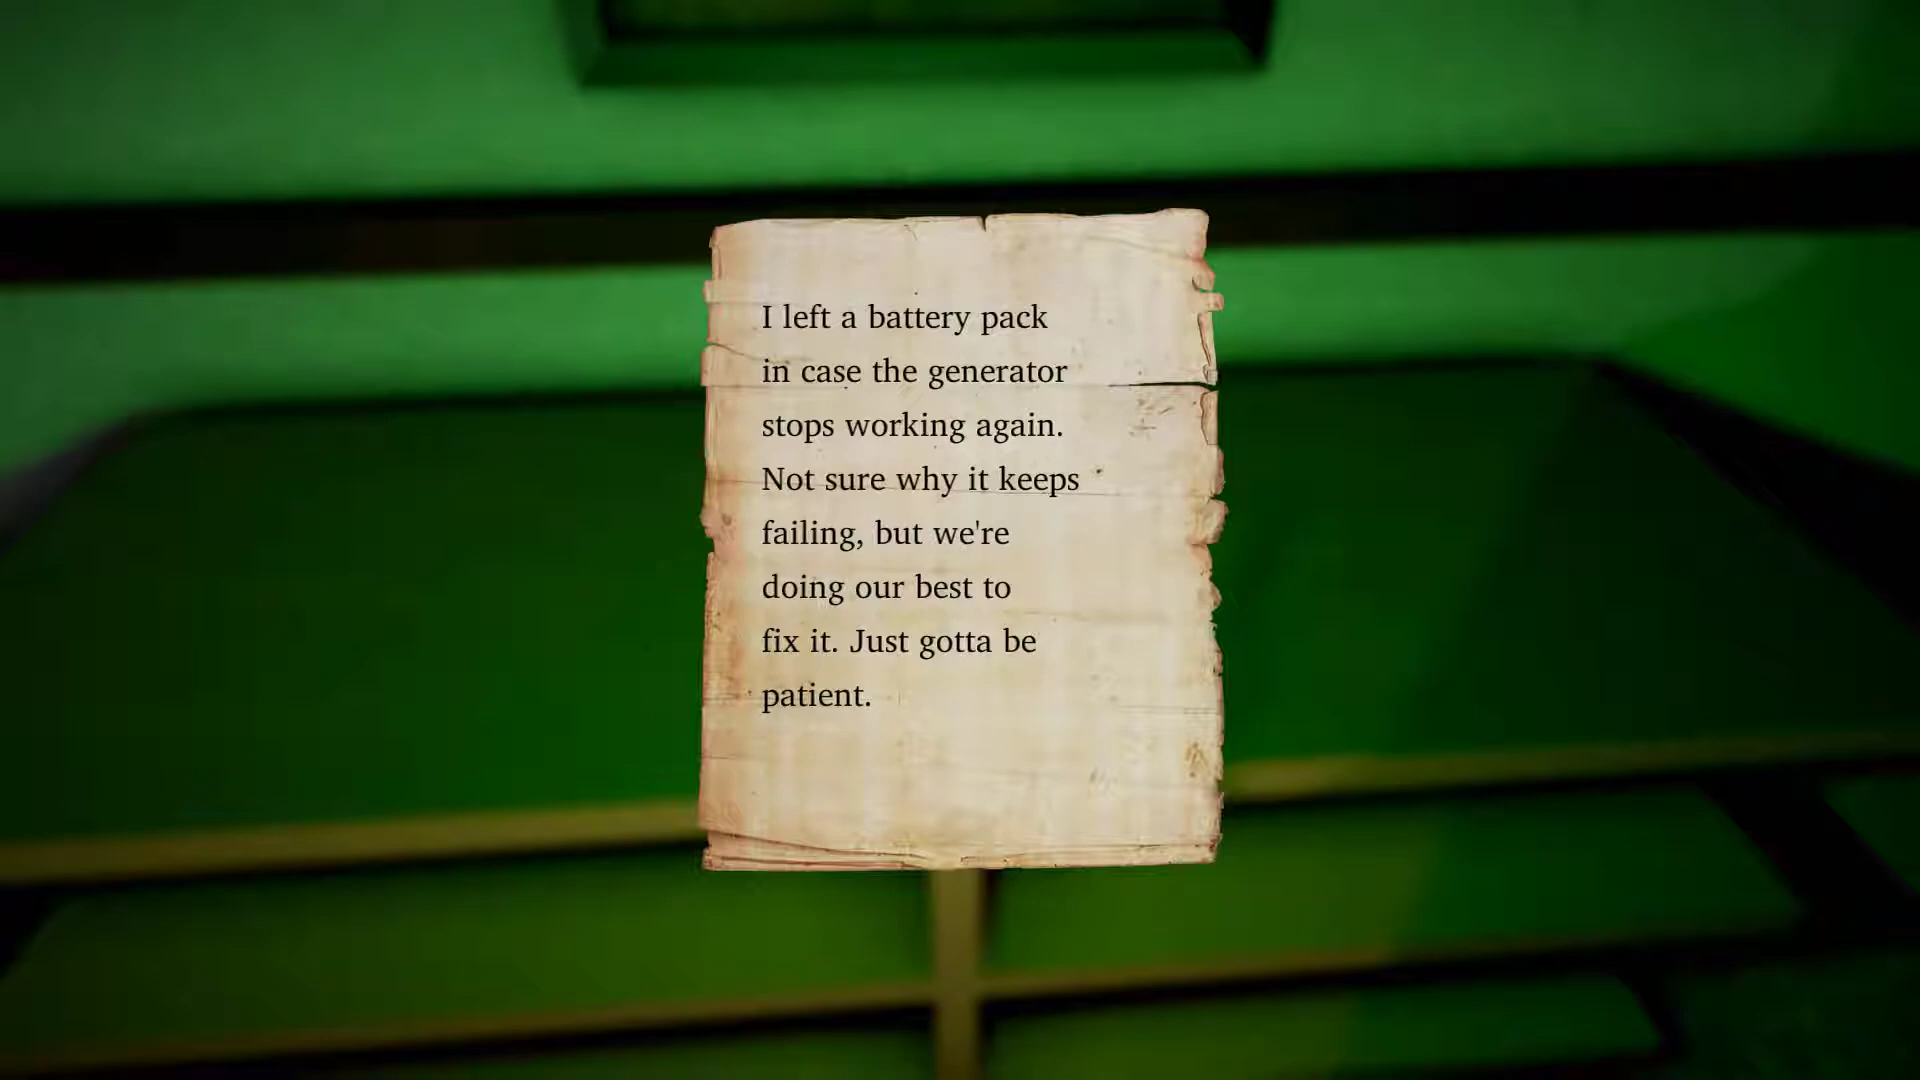 I left a battery pack
in case the generator
stops working again.
Not sure why it keeps
failing, but we're
doing our best to
fix it. Just gotta be
patient.